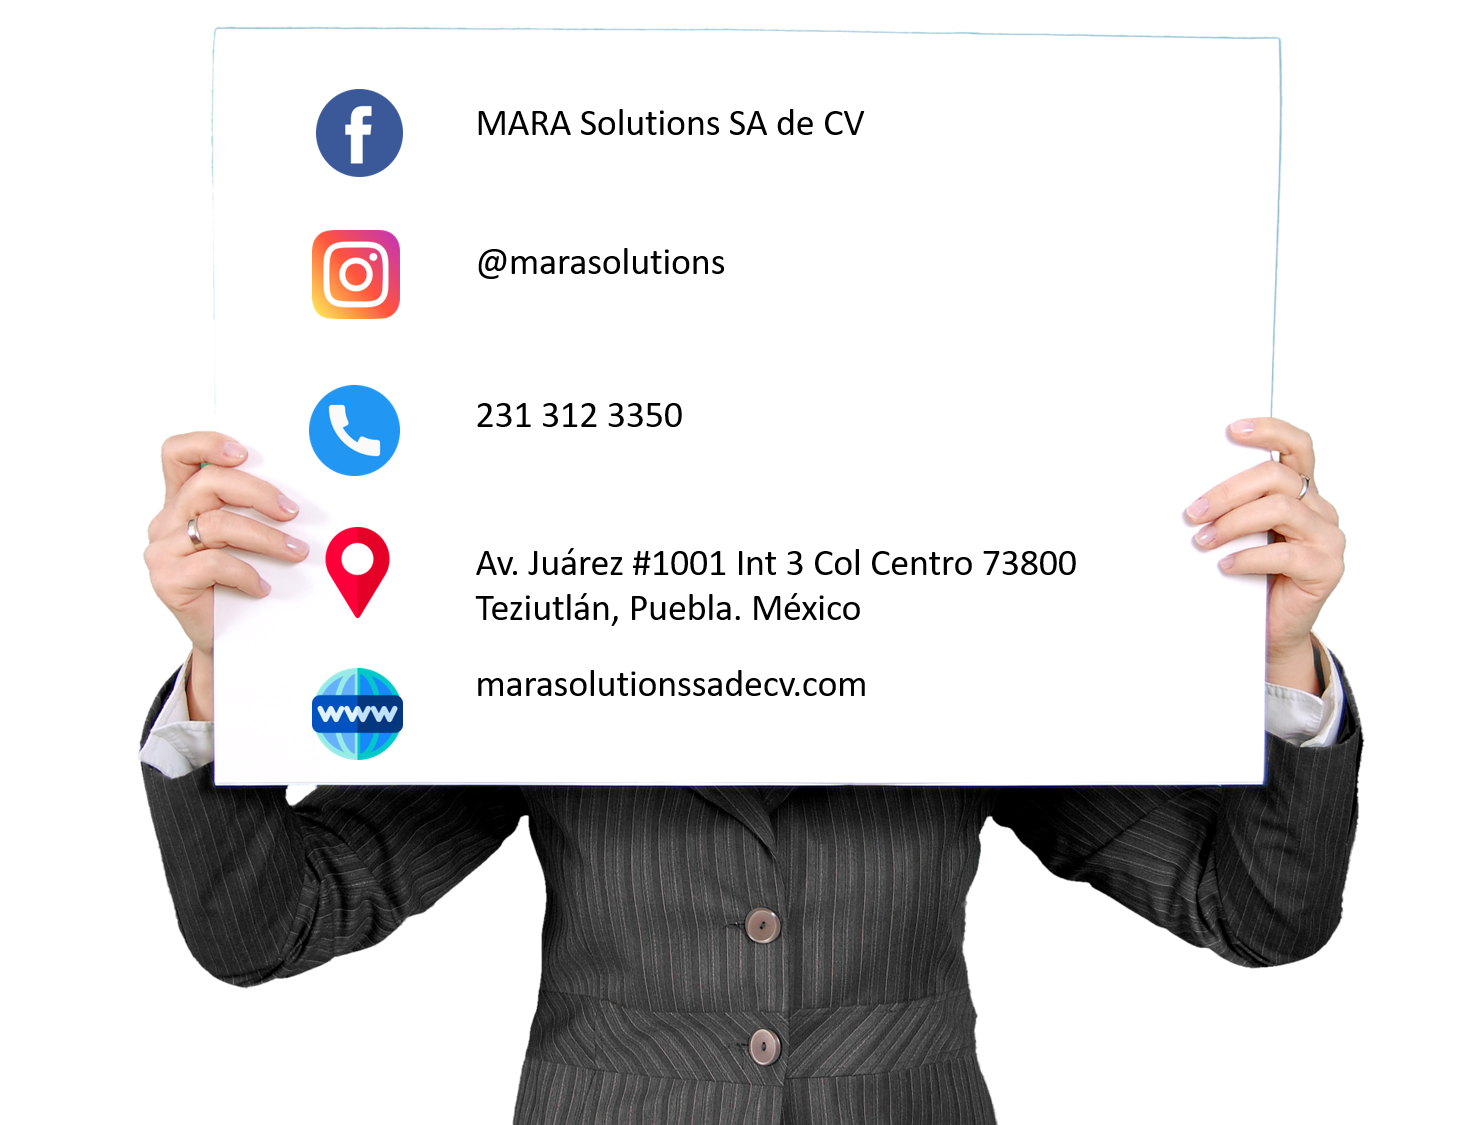 MARA Solutions SA de CV
@marasolutions
231 312 3350
Av. Juárez #1001 Int 3 Col Centro 73800
Teziutlán, Puebla. México
www
marasolutionssadecv.com